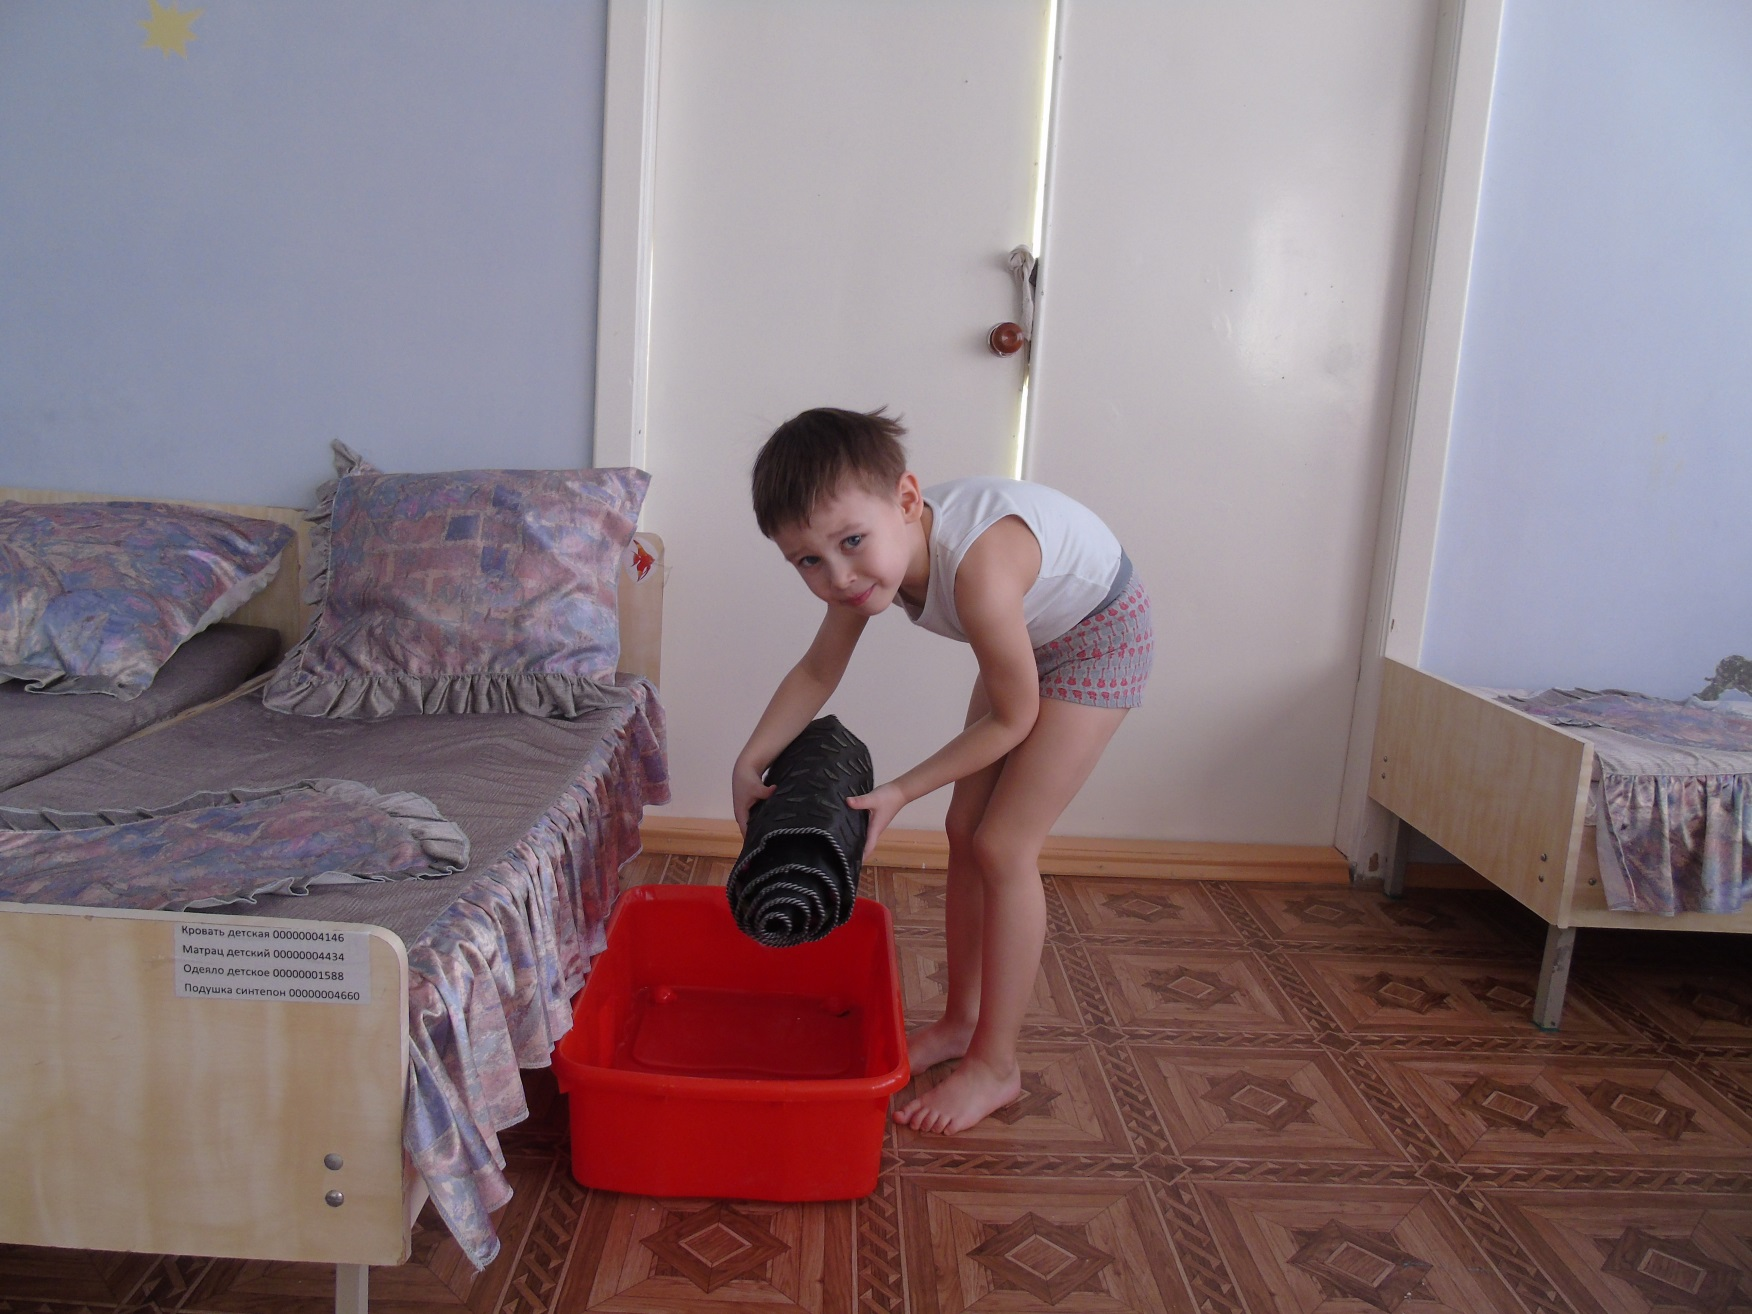 Кровать детская 00000004146
Матрац детский 00000004434
Одеяло детское 00000001588
Подушка синтепон 00000004660